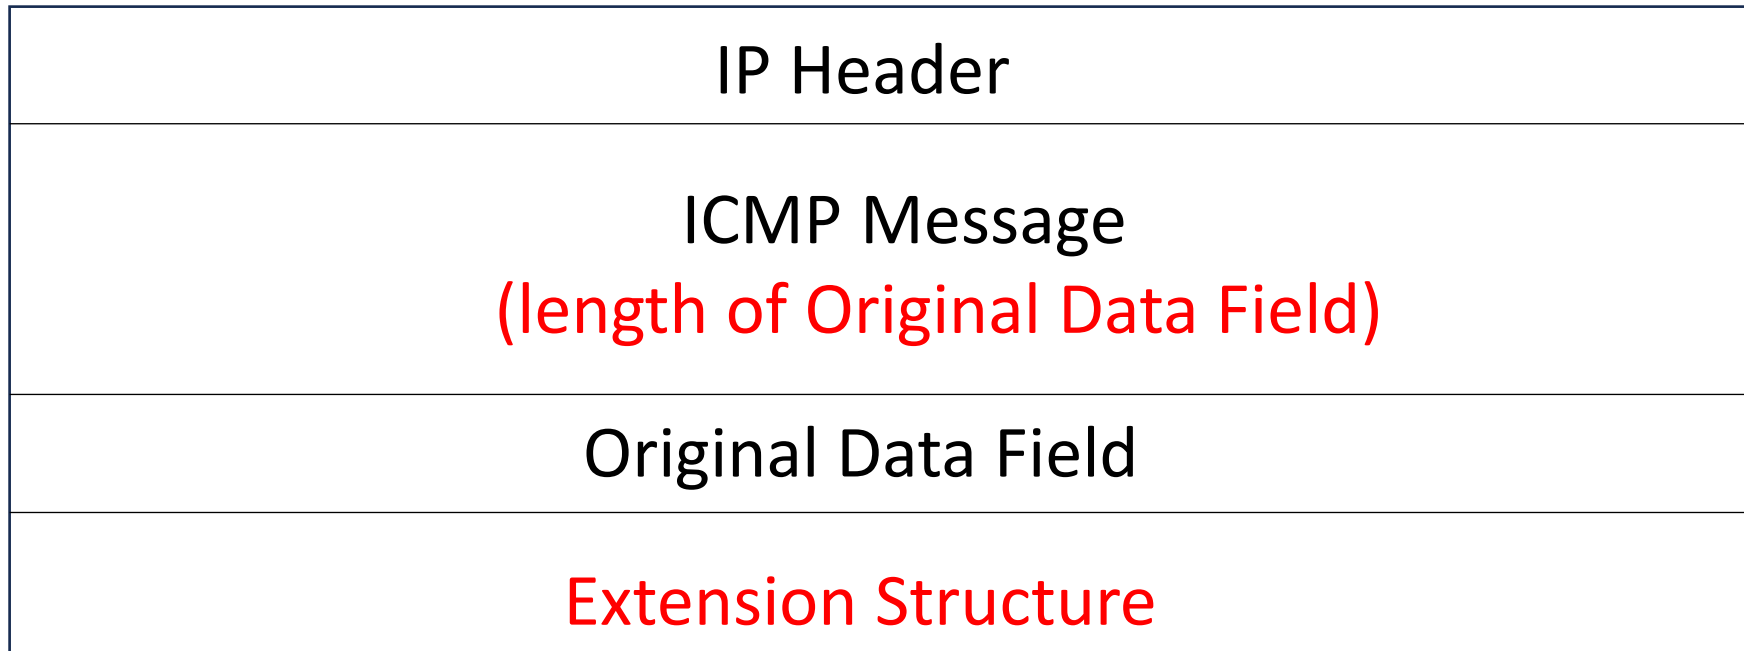 IP Header
ICMP Message
(length of Original Data Field)
Original Data Field
Extension Structure